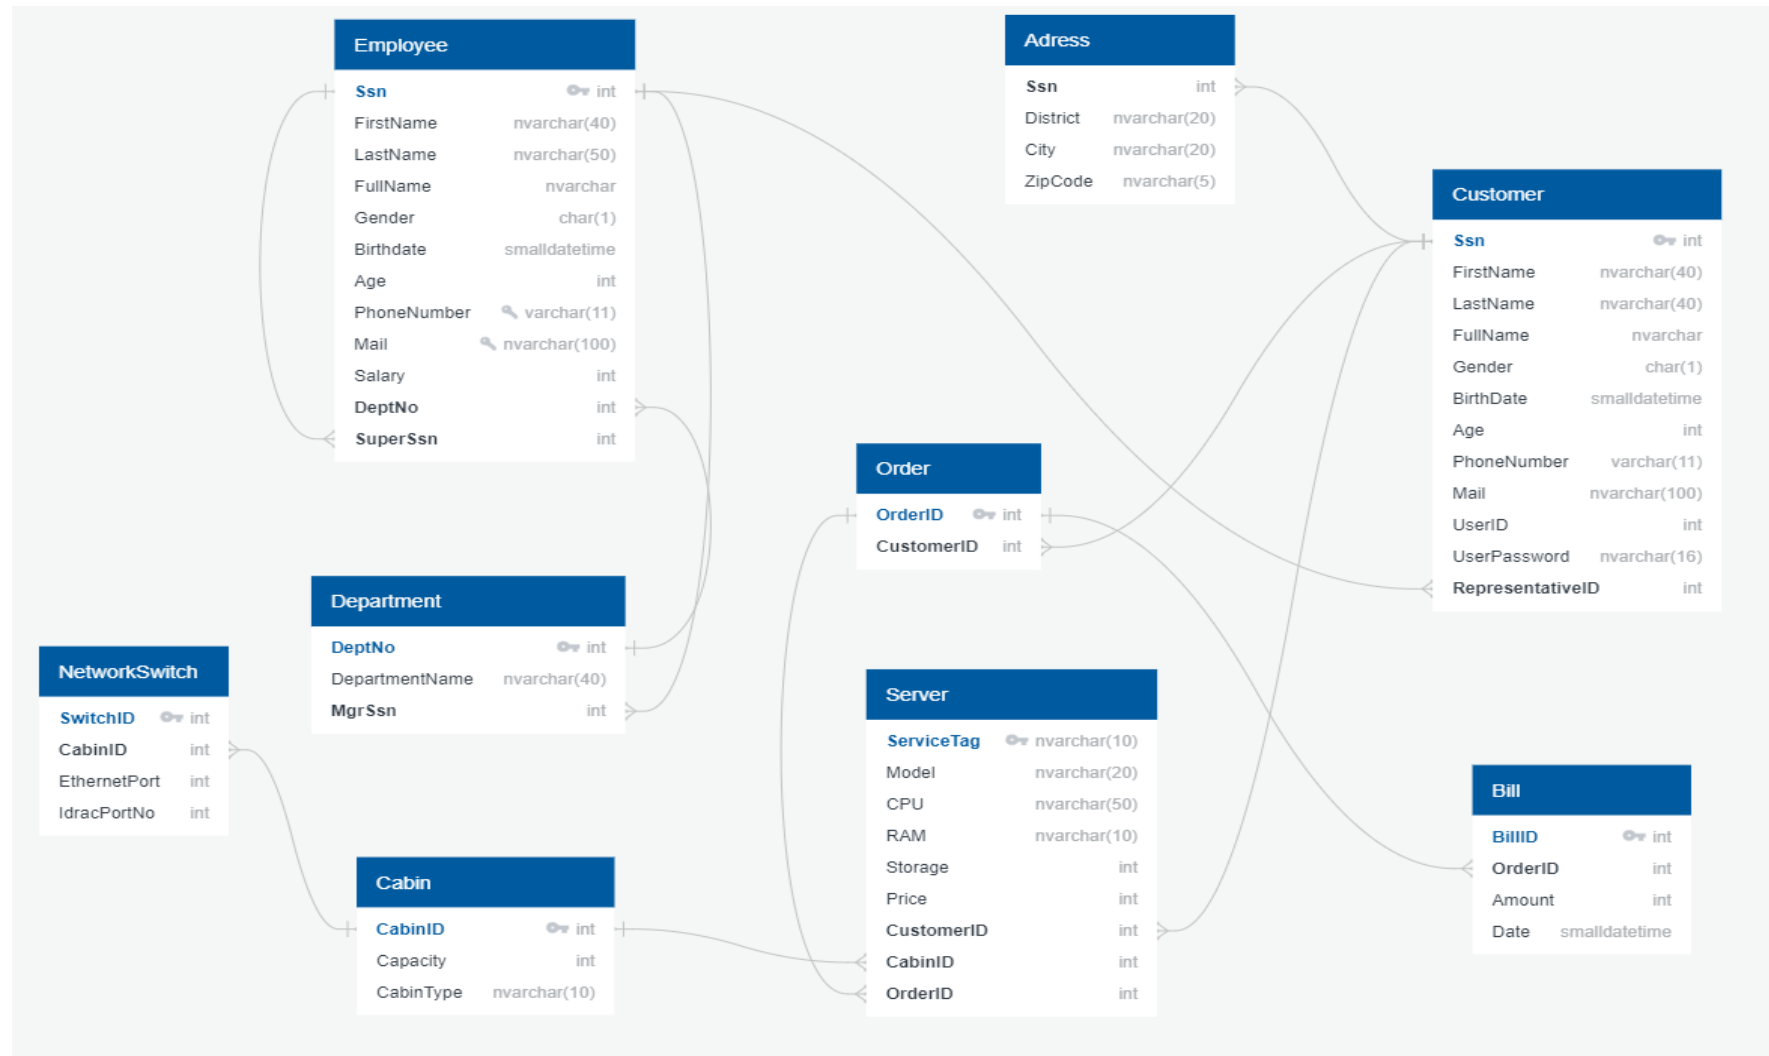 Employee
Ssn int
FirstName nvarchar(40)
LastName nvarchar(50)
FullName nvarchar
Gender char(1)
Birthdate smalldatetime
Age int
PhoneNumber varchar(11)
Mail nvarchar(100)
Salary int
DeptNo int
SuperSsn int
Adress
Ssn int
District nvarchar(20)
City nvarchar(20)
ZipCode nvarchar(5)
Customer
Ssn int
FirstName nvarchar(40)
LastName nvarchar(40)
FullName nvarchar
Gender char(1)
BirthDate smalldatetime
Age int
PhoneNumber varchar(11)
Mail nvarchar(100)
UserID int
UserPassword nvarchar(16)
RepresentativeID int
Order
OrderID int
CustomerID int
Department
DeptNo int
DepartmentName nvarchar(40)
MgrSsn int
NetworkSwitch
SwitchID int
CabinID int
EthernetPort int
IdracPortNo int
Server
ServiceTag nvarchar(10)
Model nvarchar(20)
CPU nvarchar(50)
RAM nvarchar(10)
Storage int
Price int
CustomerID int
CabinID int
OrderID int
Bill
BillID int
OrderID int
Amount int
Date smalldatetime
Cabin
CabinID int
Capacity int
CabinType nvarchar(10)